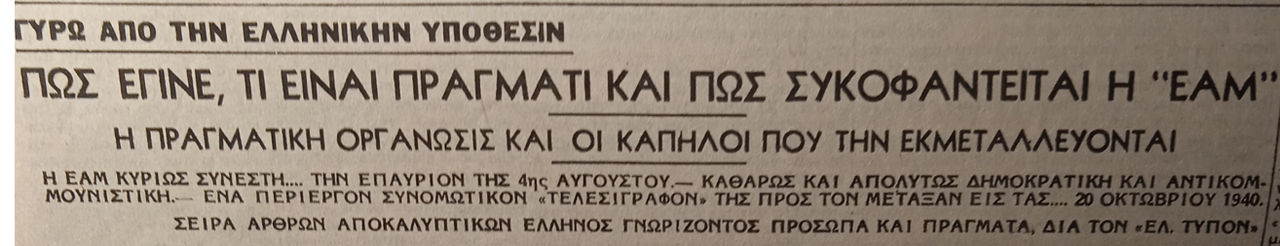 ΓΥΡΩ ΑΠΟ ΤΗΝ ΕΛΛΗΝΙΚΗΝ ΥΠΟΘΕΣΙΝ
ΠΩΣ ΕΓΙΝΕ, ΤΙ ΕΙΝΑΙ ΠΡΑΓΜΑΤΙ ΚΑΙ ΠΩΣ ΣΥΚΟΦΑΝΤΕΙΤΑΙ Η "ΕΑΜ"
Η ΠΡΑΓΜΑΤΙΚΗ ΟΡΓΑΝΩΣΙΣ ΚΑΙ ΟΙ ΚΑΠΗΛΟΙ ΠΟΥ ΤΗΝ ΕΚΜΕΤΑΛΛΕΥΟΝΤΑΙ
Η ΕΑΜ ΚΥΡΙΩΣ ΣΥΝΕΣΤΗ.... ΤΗΝ ΕΠΑΥΡΙΟΝ ΤΗΣ 4ης ΑΥΓΟΥΣΤΟΥ.— ΚΑΘΑΡΩΣ ΚΑΙ ΑΠΟΛΥΤΩΣ ΔΗΜΟΚΡΑΤΙΚΗ ΚΑΙ ΑΝΤΙΚΟΜ-
ΜΟΥΝΙΣΤΙΚΗ.— ΕΝΑ ΠΕΡΙΕΡΓΟΝ ΣΥΝΟΜΩΤΙΚΟΝ «ΤΕΛΕΣΙΓΡΑΦΟΝ» ΤΗΣ ΠΡΟΣ ΤΟΝ ΜΕΤΑΞΑΝ ΕΙΣ ΤΑΣ.... 20 ΟΚΤΩΒΡΙΟΥ 1940.
ΣΕΙΡΑ ΑΡΘΡΩΝ ΑΠΟΚΑΛΥΠΤΙΚΩΝ ΕΛΛΗΝΟΣ ΓΝΩΡΙΖΟΝΤΟΣ ΠΡΟΣΩΠΑ ΚΑΙ ΠΡΑΓΜΑΤΑ, ΔΙΑ ΤΟΝ «ΕΛ. ΤΥΠΟΝ»